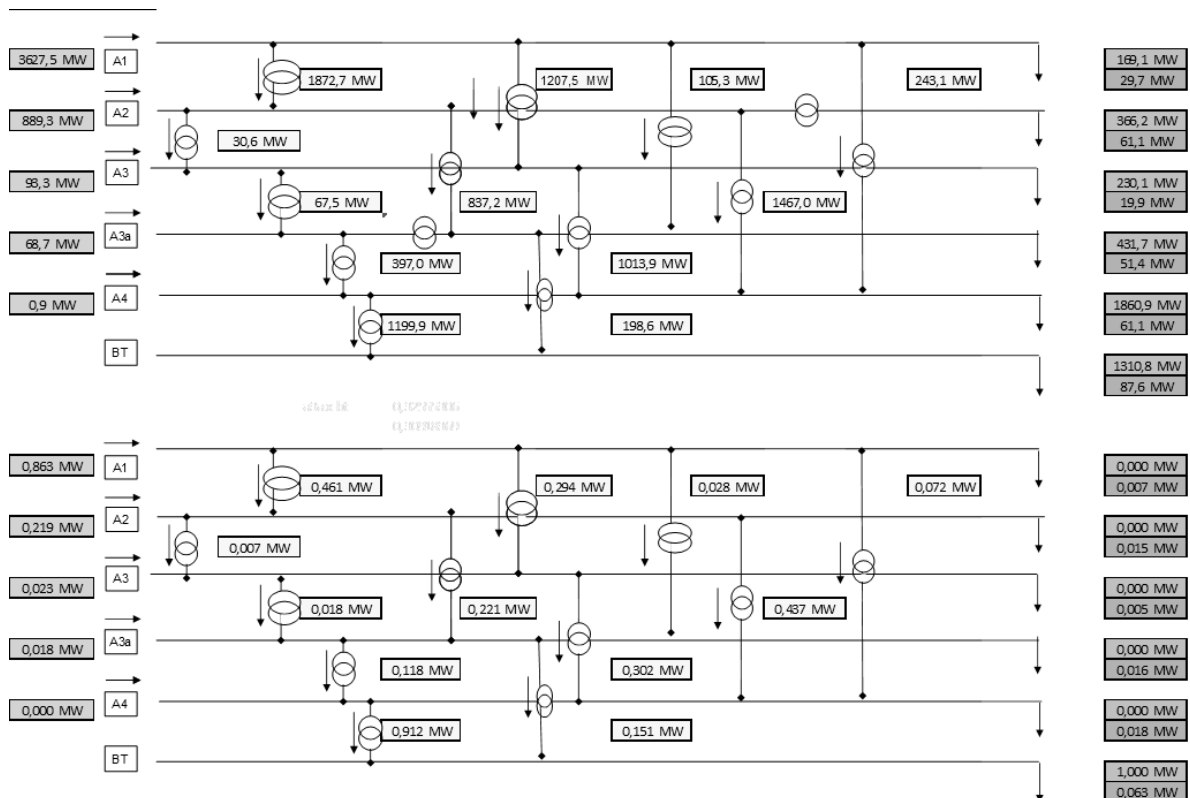 3627,5 MW A1 1872,7 MW 1207,5 MW 105,3 MW 243,1 MW 169,1 MW
29,7 MW
889,3 MW A2 30,6 MW 366,2 MW
61,1 MW
93,3 MW A3 67,5 MW 837,2 MW 1467,0 MW 230,1 MW
19,9 MW
68,7 MW A3a 397,0 MW 1013,9 MW 431,7 MW
51,4 MW
0,9 MW A4 1199,9 MW 198,6 MW 1860,9 MW
61,1 MW
BT 1310,8 MW
87,6 MW
0,863 MW A1 0,461 MW 0,294 MW 0,028 MW 0,072 MW 0,000 MW
0,007 MW
0,219 MW A2 0,007 MW 0,000 MW
0,015 MW
0,023 MW A3 0,018 MW 0,221 MW 0,437 MW 0,000 MW
0,005 MW
0,018 MW A3a 0,118 MW 0,302 MW 0,000 MW
0,016 MW
0,000 MW A4 0,912 MW 0,151 MW 0,000 MW
0,018 MW
BT 1,000 MW
0,063 MW